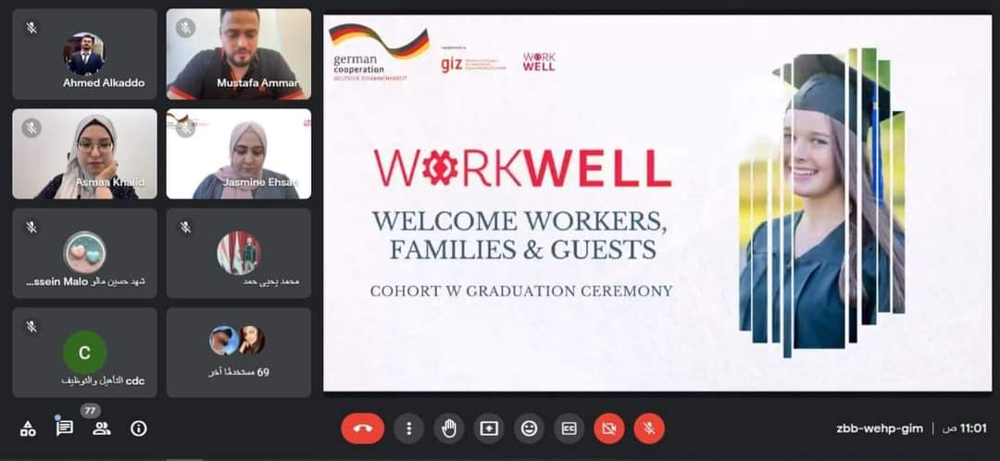 Ahmed Alkaddo
Mustafa Ammar
Asmaa Khalid
Jasmine Ehsan
...ssein Malo شهد حسين مالو
محمد يحيى حمد
C
cdc التأهيل والتوظيف
69 مستخدمًا آخر
77
german
cooperation
DEUTSCHE ZUSAMMENARBEIT
giz
WORK
WELL
WORKWELL
WELCOME WORKERS,
FAMILIES & GUESTS
COHORT W GRADUATION CEREMONY
CC
zbb-wehp-gim | 11:01 ص